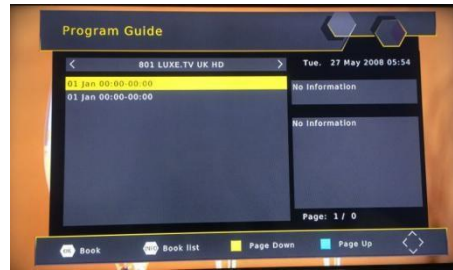 Program Guide
< 801 LUXE.TV UK HD > Tue. 27 May 2008 05:54
01 Jan 00:00-00:00
01 Jan 00:00-00:00
No Information
No Information
Page: 1 / 0
OK Book Book list Page Down Page Up